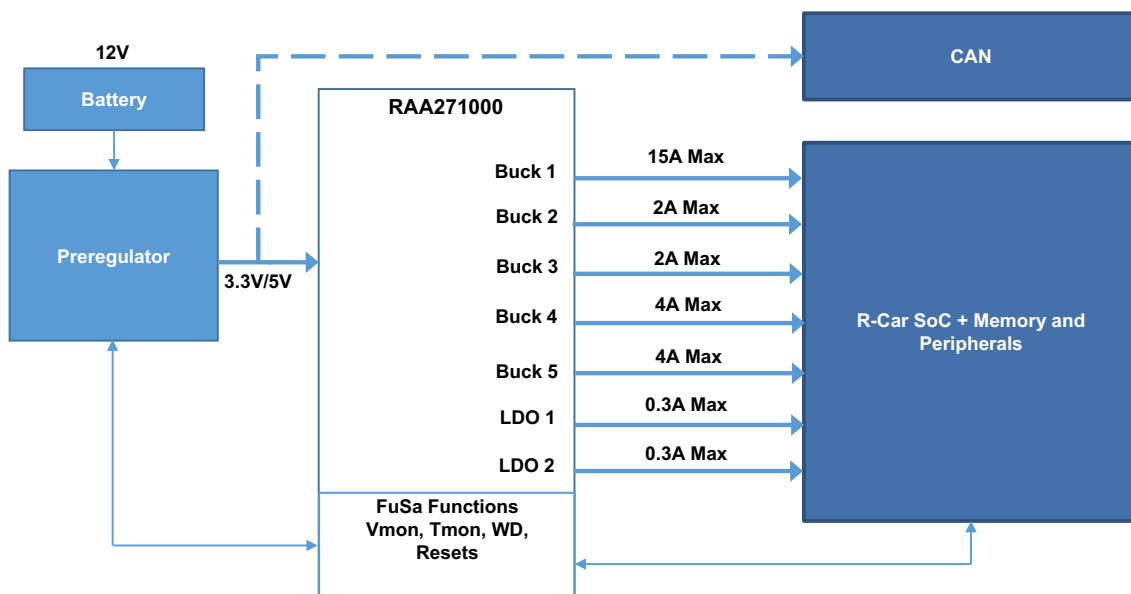 12V
Battery
Preregulator
3.3V/5V
RAA271000
Buck 1
15A Max
Buck 2
2A Max
Buck 3
2A Max
Buck 4
4A Max
Buck 5
4A Max
LDO 1
0.3A Max
LDO 2
0.3A Max
FuSa Functions
Vmon, Tmon, WD,
Resets
CAN
R-Car SoC + Memory and
Peripherals